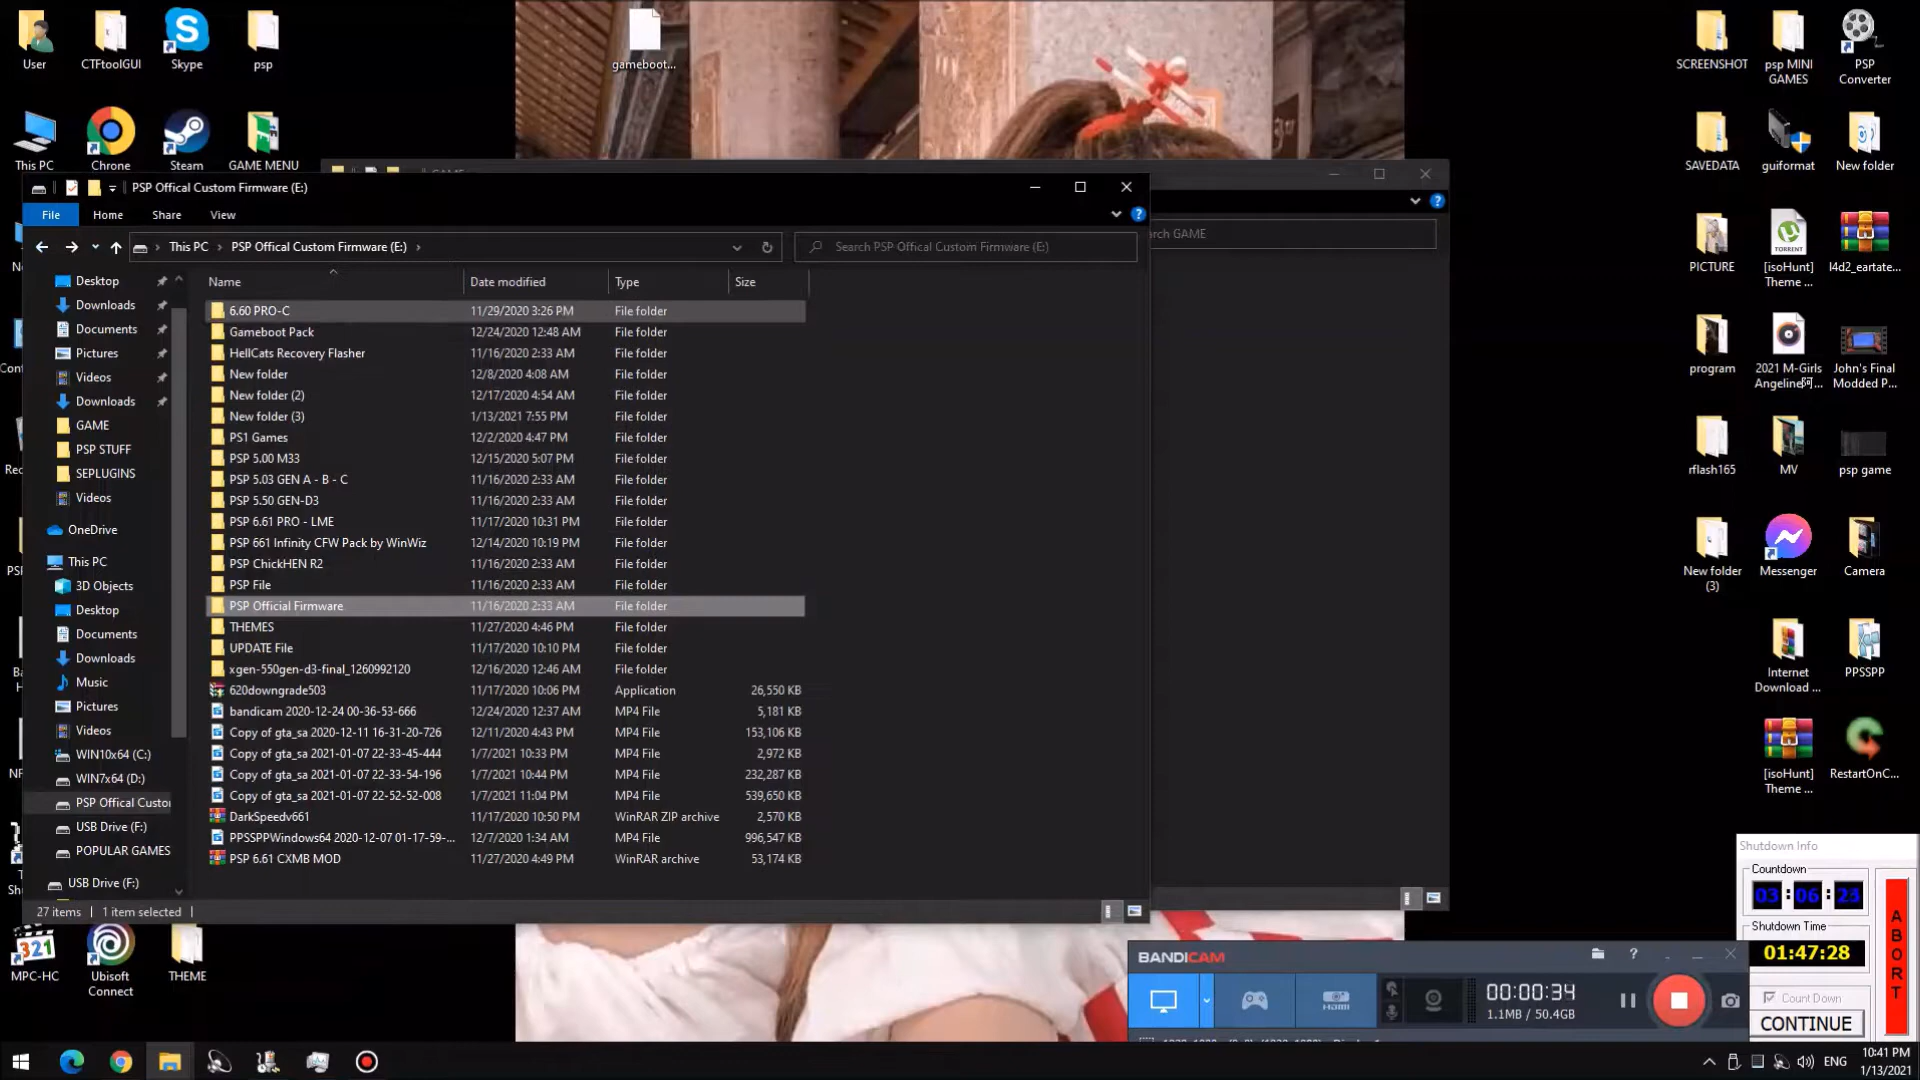 User
CTFtoolGUI
Skype
psp
gameboot...
SCREENSHOT
psp MINI
GAMES
PSP
Converter
This PC
Chrome
Steam
GAME MENU
SAVEDATA
guiformat
New folder
PSP Offical Custom Firmware (E:)
File
Home
Share
View
This PC
PSP Offical Custom Firmware (E:)
Search PSP Offical Custom Firmware (E:)
rch GAME
PICTURE
[isoHunt]
Theme ...
l4d2_eartate...
Name
Date modified
Type
Size
Desktop
Downloads
Documents
Pictures
Videos
Downloads
GAME
PSP STUFF
SEPLUGINS
Videos
OneDrive
This PC
3D Objects
Desktop
Documents
Downloads
Music
Pictures
Videos
WIN10x64 (C:)
WIN7x64 (D:)
PSP Offical Custo
USB Drive (F:)
POPULAR GAMES
USB Drive (F:)
6.60 PRO-C 11/29/2020 3:26 PM File folder
Gameboot Pack 12/24/2020 12:48 AM File folder
HellCats Recovery Flasher 11/16/2020 2:33 AM File folder
New folder 12/8/2020 4:08 AM File folder
New folder (2) 12/17/2020 4:54 AM File folder
New folder (3) 1/13/2021 7:55 PM File folder
PS1 Games 12/2/2020 4:47 PM File folder
PSP 5.00 M33 12/15/2020 5:07 PM File folder
PSP 5.03 GEN A - B - C 11/16/2020 2:33 AM File folder
PSP 5.50 GEN-D3 11/16/2020 2:33 AM File folder
PSP 6.61 PRO - LME 11/17/2020 10:31 PM File folder
PSP 661 Infinity CFW Pack by WinWiz 12/14/2020 10:19 PM File folder
PSP ChickHEN R2 11/16/2020 2:33 AM File folder
PSP File 11/16/2020 2:33 AM File folder
PSP Official Firmware 11/16/2020 2:33 AM File folder
THEMES 11/27/2020 4:46 PM File folder
UPDATE File 11/17/2020 10:10 PM File folder
xgen-550gen-d3-final_1260992120 12/16/2020 12:46 AM File folder
620downgrade503 11/17/2020 10:06 PM Application 26,550 KB
bandicam 2020-12-24 00-36-53-666 12/24/2020 12:37 AM MP4 File 5,181 KB
Copy of gta_sa 2020-12-11 16-31-20-726 12/11/2020 4:43 PM MP4 File 153,106 KB
Copy of gta_sa 2021-01-07 22-33-45-444 1/7/2021 10:33 PM MP4 File 2,972 KB
Copy of gta_sa 2021-01-07 22-33-54-196 1/7/2021 10:44 PM MP4 File 232,287 KB
Copy of gta_sa 2021-01-07 22-52-52-008 1/7/2021 11:04 PM MP4 File 539,650 KB
DarkSpeedv661 11/17/2020 10:50 PM WinRAR ZIP archive 2,570 KB
PPSSPPWindows64 2020-12-07 01-17-59-... 12/7/2020 1:34 AM MP4 File 996,547 KB
PSP 6.61 CXMB MOD 11/27/2020 4:49 PM WinRAR archive 53,174 KB
27 items
1 item selected
program
2021 M-Girls
Angeline...
John's Final
Modded P...
rflash165
MV
psp game
New folder
(3)
Messenger
Camera
Internet
Download ...
PPSSPP
[isoHunt]
Theme ...
RestartOnC...
MPC-HC
Ubisoft
Connect
THEME
BANDICAM
HDMI
00:00:34
1.1MB / 50.4GB
Shutdown Info
Countdown
03:06:23
Shutdown Time
01:47:28
Count Down
CONTINUE
ABORT
ENG
10:41 PM
1/13/2021